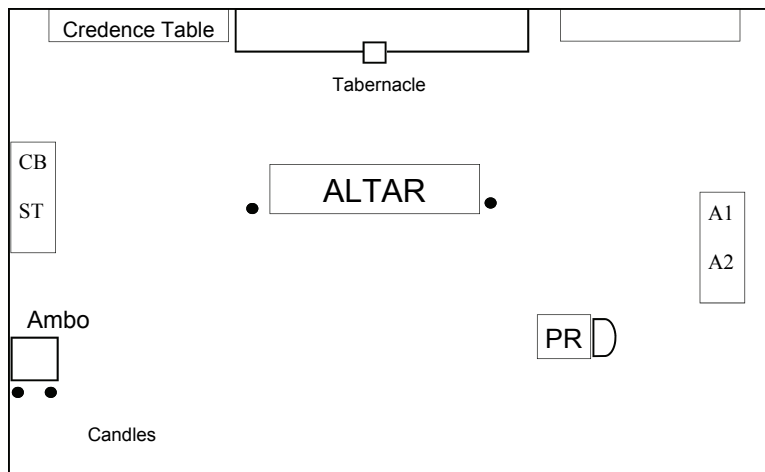 Credence Table
Tabernacle
CB
ALTAR
ST
A1
A2
Ambo
PR
Candles